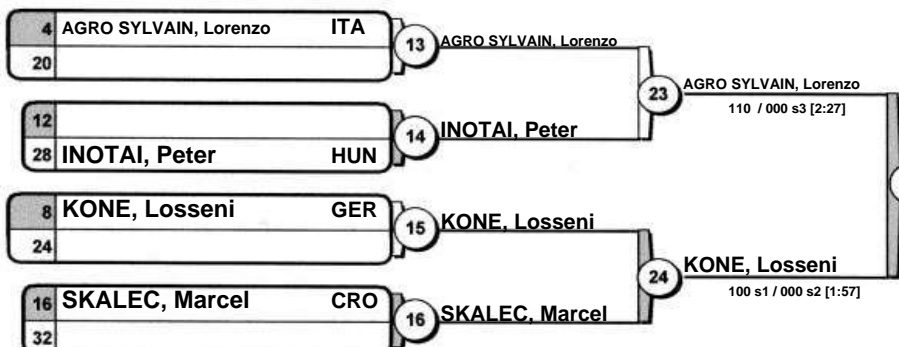 4 AGRO SYLVAIN, Lorenzo ITA
20
13 AGRO SYLVAIN, Lorenzo
12
28 INOTAI, Peter HUN
14 INOTAI, Peter
23 AGRO SYLVAIN, Lorenzo
110 / 000 s3 [2:27]
8 KONE, Losseni GER
24
15 KONE, Losseni
16 SKALEC, Marcel CRO
32
16 SKALEC, Marcel
24 KONE, Losseni
100 s1 / 000 s2 [1:57]